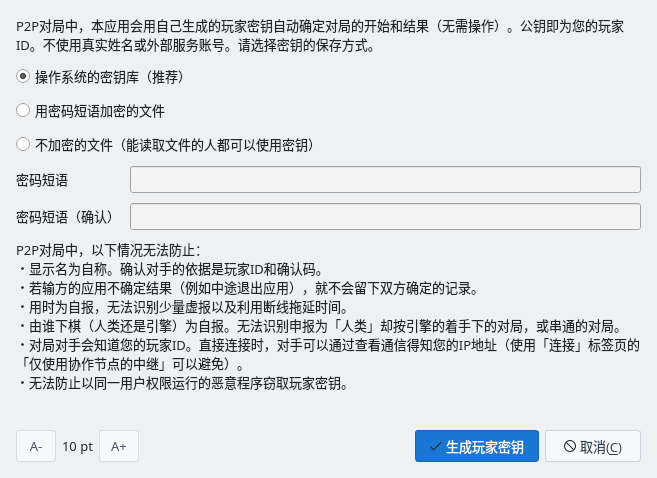 P2P对局中，本应用会用自己生成的玩家密钥自动确定对局的开始和结果（无需操作）。公钥即为您的玩家
ID。不使用真实姓名或外部服务账号。请选择密钥的保存方式。
操作系统的密钥库（推荐）
用密码短语加密的文件
不加密的文件（能读取文件的人都可以使用密钥）
密码短语
密码短语（确认）
P2P对局中，以下情况无法防止：
・显示名为自称。确认对手的依据是玩家ID和确认码。
・若输方的应用不确定结果（例如中途退出应用），就不会留下双方确定的记录。
・用时为自报，无法识别少量虚报以及利用断线拖延时间。
・由谁下棋（人类还是引擎）为自报。无法识别申报为「人类」却按引擎的着手下的对局，或串通的对局。
・对局对手会知道您的玩家ID。直接连接时，对手可以通过查看通信得知您的IP地址（使用「连接」标签页的
「仅使用协作节点的中继」可以避免）。
・无法防止以同一用户权限运行的恶意程序窃取玩家密钥。
A- 10 pt A+ 生成玩家密钥 取消(C)